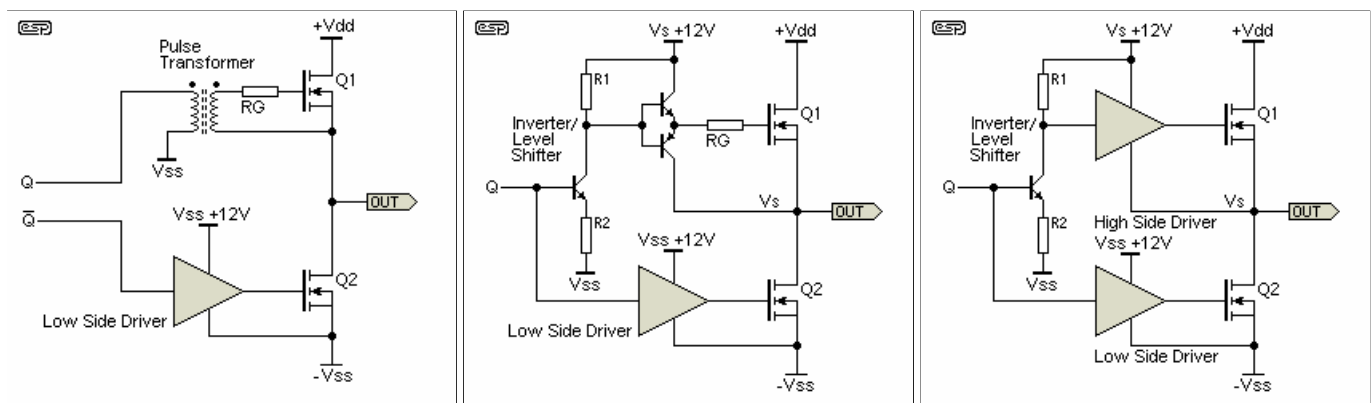 esp
+Vdd
Pulse
Transformer
Q1
RG
Vss
Q
OUT
Q
Vss +12V
Q2
Low Side Driver
-Vss
esp
Vs +12V
+Vdd
R1
Inverter/
Level
Shifter
Q1
RG
Q
Vs
OUT
R2
Vss +12V
Vss
Q2
Low Side Driver
-Vss
esp
Vs +12V
+Vdd
R1
Inverter/
Level
Shifter
Q1
Q
Vs
OUT
R2
High Side Driver
Vss +12V
Vss
Q2
Low Side Driver
-Vss